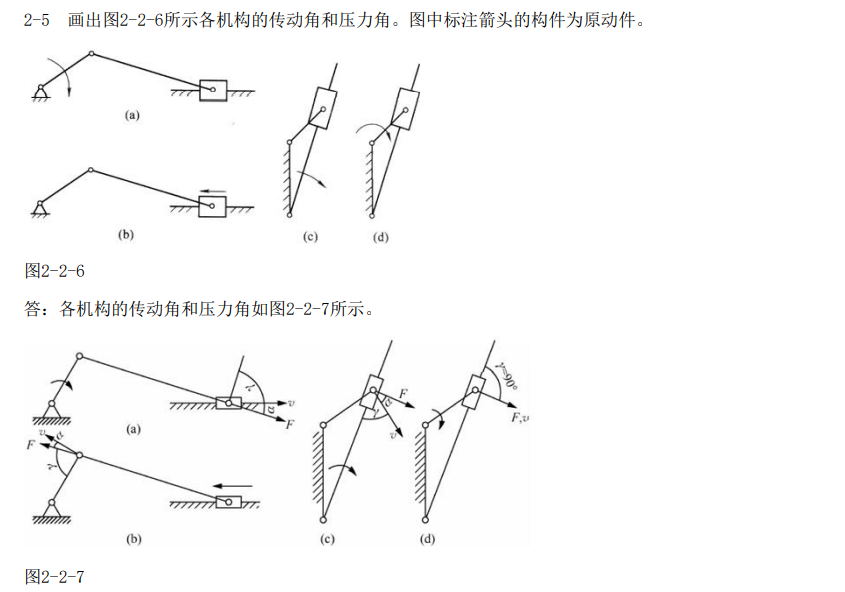 2-5 画出图2-2-6所示各机构的传动角和压力角。图中标注箭头的构件为原动件。
(a)
(b)
(c)
(d)
图2-2-6
答：各机构的传动角和压力角如图2-2-7所示。
γ
α
v
F
(a)
v
α
F
γ
(b)
F
α
γ
v
(c)
γ=90°
F,v
(d)
图2-2-7